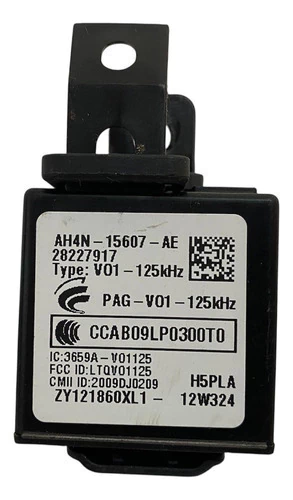 AH4N-15607-AE
28227917
Type: V01-125kHz
PAG-V01-125kHz
CCAB09LP0300T0
IC:3659A-V01125
FCC ID:LTQV01125
CMII ID:2009DJ0209 H5PLA
ZY121860XL1- 12W324